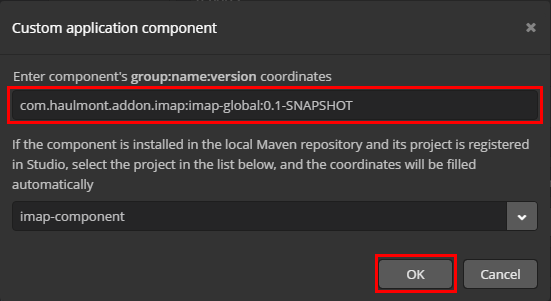 Custom application component
Enter component's group:name:version coordinates
com.haulmont.addon.imap:imap-global:0.1-SNAPSHOT
If the component is installed in the local Maven repository and its project is registered
in Studio, select the project in the list below, and the coordinates will be filled
automatically
imap-component
OK
Cancel